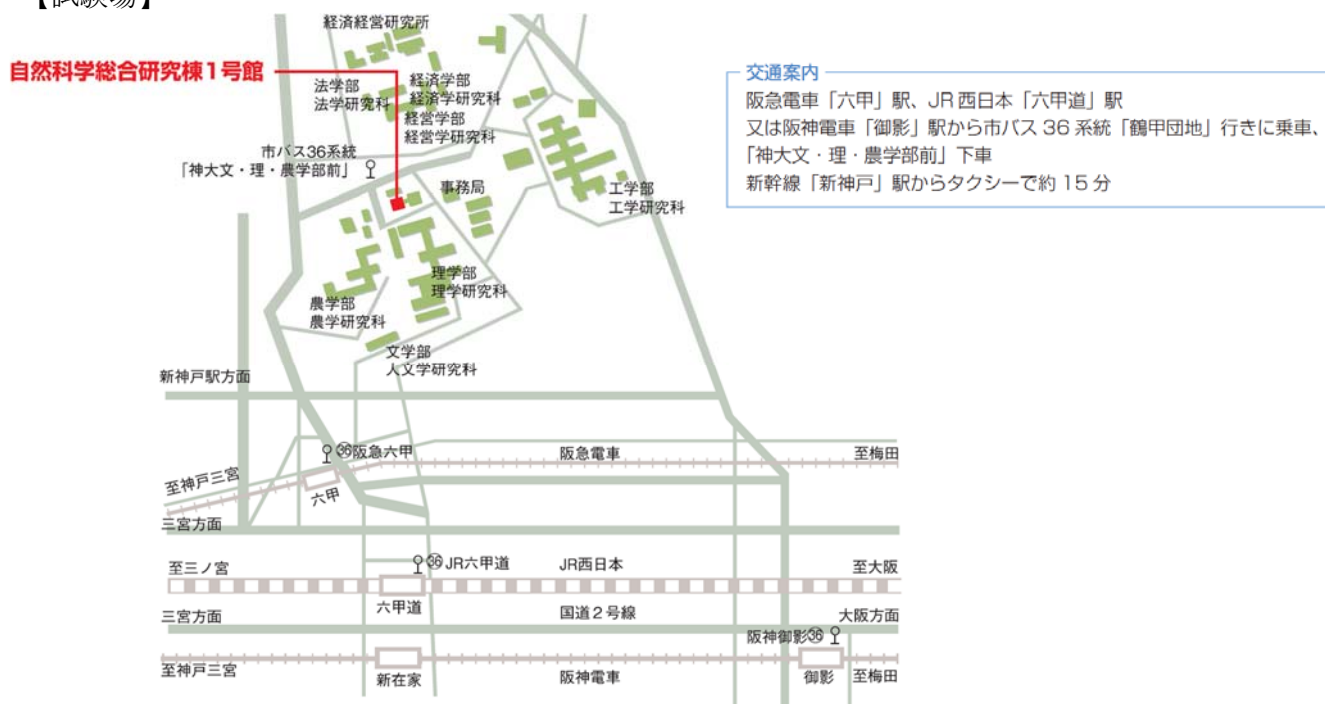 【試験場】
経済経営研究所
自然科学総合研究棟1号館
法学部
法学研究科
経済学部
経済学研究科
経営学部
経営学研究科
市バス36系統
「神大文・理・農学部前」
事務局
工学部
工学研究科
理学部
理学研究科
農学部
農学研究科
文学部
人文学研究科
交通案内
阪急電車「六甲」駅、JR西日本「六甲道」駅
又は阪神電車「御影」駅から市バス36系統「鶴甲団地」行きに乗車、
「神大文・理・農学部前」下車
新幹線「新神戸」駅からタクシーで約15分
新神戸駅方面
㊱阪急六甲
阪急電車
至梅田
至神戸三宮
六甲
三宮方面
至三ノ宮
㊱JR六甲道
JR西日本
至大阪
六甲道
三宮方面
国道2号線
大阪方面
阪神御影㊱
至神戸三宮
新在家
阪神電車
御影
至梅田